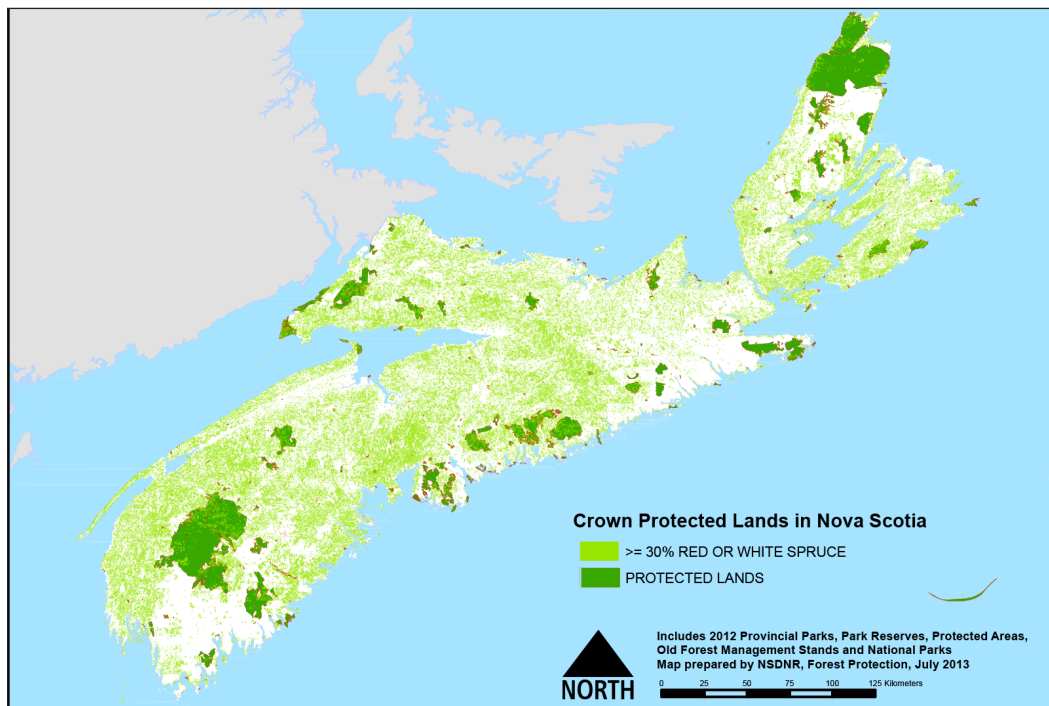 Crown Protected Lands in Nova Scotia
>= 30% RED OR WHITE SPRUCE
PROTECTED LANDS
Includes 2012 Provincial Parks, Park Reserves, Protected Areas,
Old Forest Management Stands and National Parks
Map prepared by NSDNR, Forest Protection, July 2013
NORTH
0 25 50 75 100 125 Kilometers